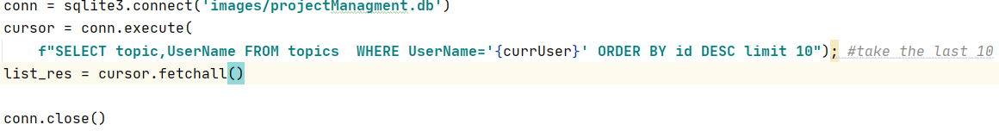 conn = sqlite3.connect('images/projectManagment.db')
cursor = conn.execute(
    f"SELECT topic,UserName FROM topics  WHERE UserName='{currUser}' ORDER BY id DESC limit 10"); #take the last 10
list_res = cursor.fetchall()
conn.close()